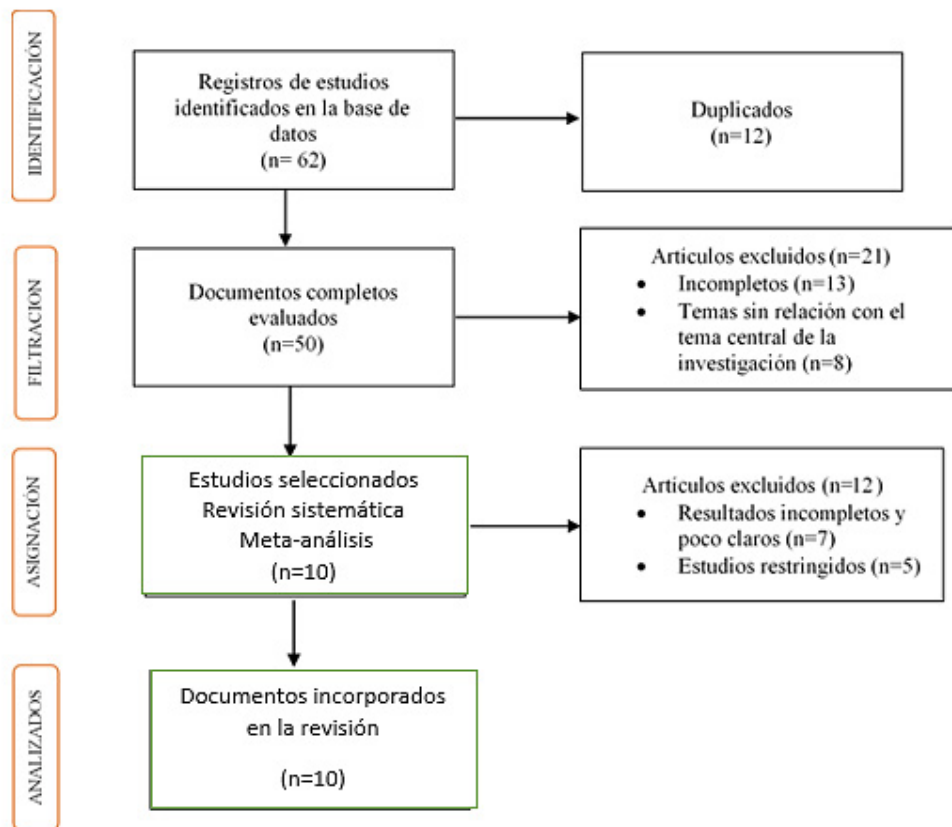 IDENTIFICACIÓN
Registros de estudios
identificados en la base de
datos
(n= 62)
Duplicados
(n=12)
FILTRACION
Documentos completos
evaluados
(n=50)
Artículos excluidos (n=21)
• Incompletos (n=13)
• Temas sin relación con el
tema central de la
investigación (n=8)
ASIGNACIÓN
Estudios seleccionados
Revisión sistemática
Meta-análisis
(n=10)
Artículos excluidos (n=12)
• Resultados incompletos y
poco claros (n=7)
• Estudios restringidos (n=5)
ANALIZADOS
Documentos incorporados
en la revisión
(n=10)